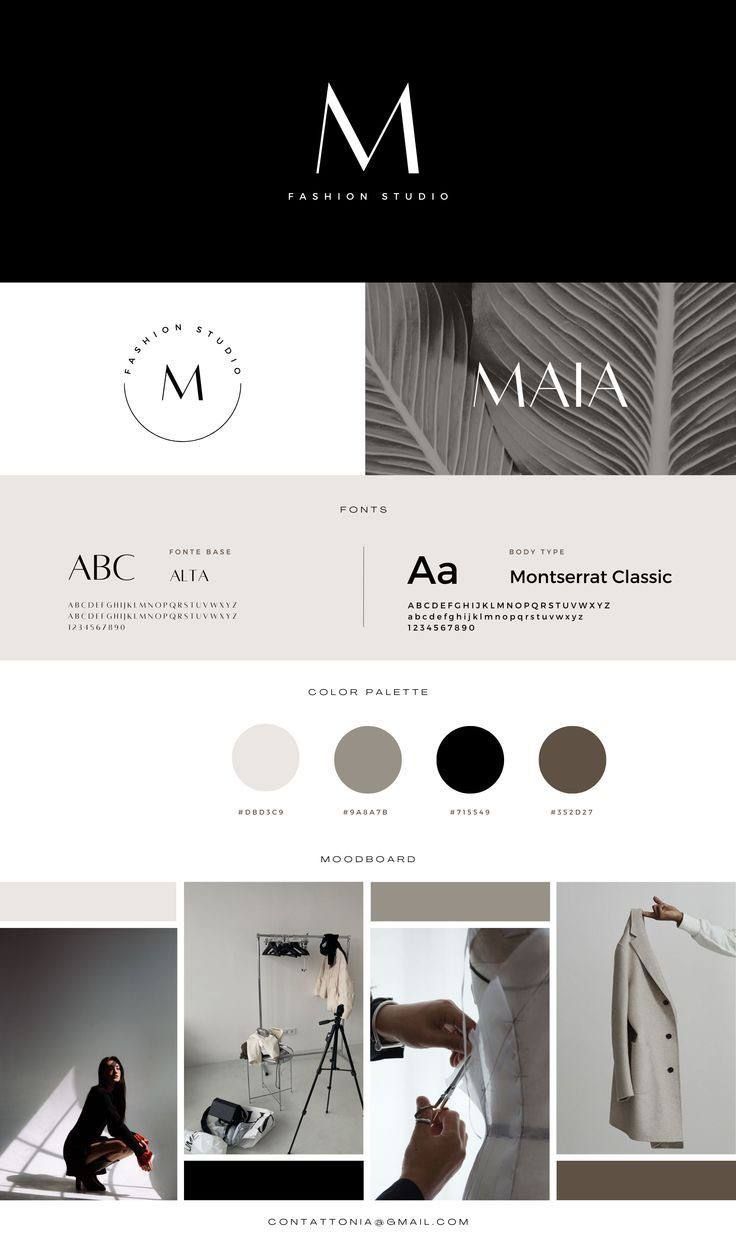 M
FASHION STUDIO
FASHION STUDIO
M
MAIA
FONTS
ABC
FONTE BASE
ALTA
ABCDEFGHIJKLMNOPQRSTUVWXYZ
ABCDEFGHIJKLMNOPQRSTUVWXYZ
1234567890
Aa
BODY TYPE
Montserrat Classic
ABCDEFGHIJKLMNOPQRSTUVWXYZ
abcdefghijklmnopqrstuvwxyz
1234567890
COLOR PALETTE
#DBD3C9
#9A8A7B
#715549
#352D27
MOODBOARD
CONTATTONIA@GMAIL.COM